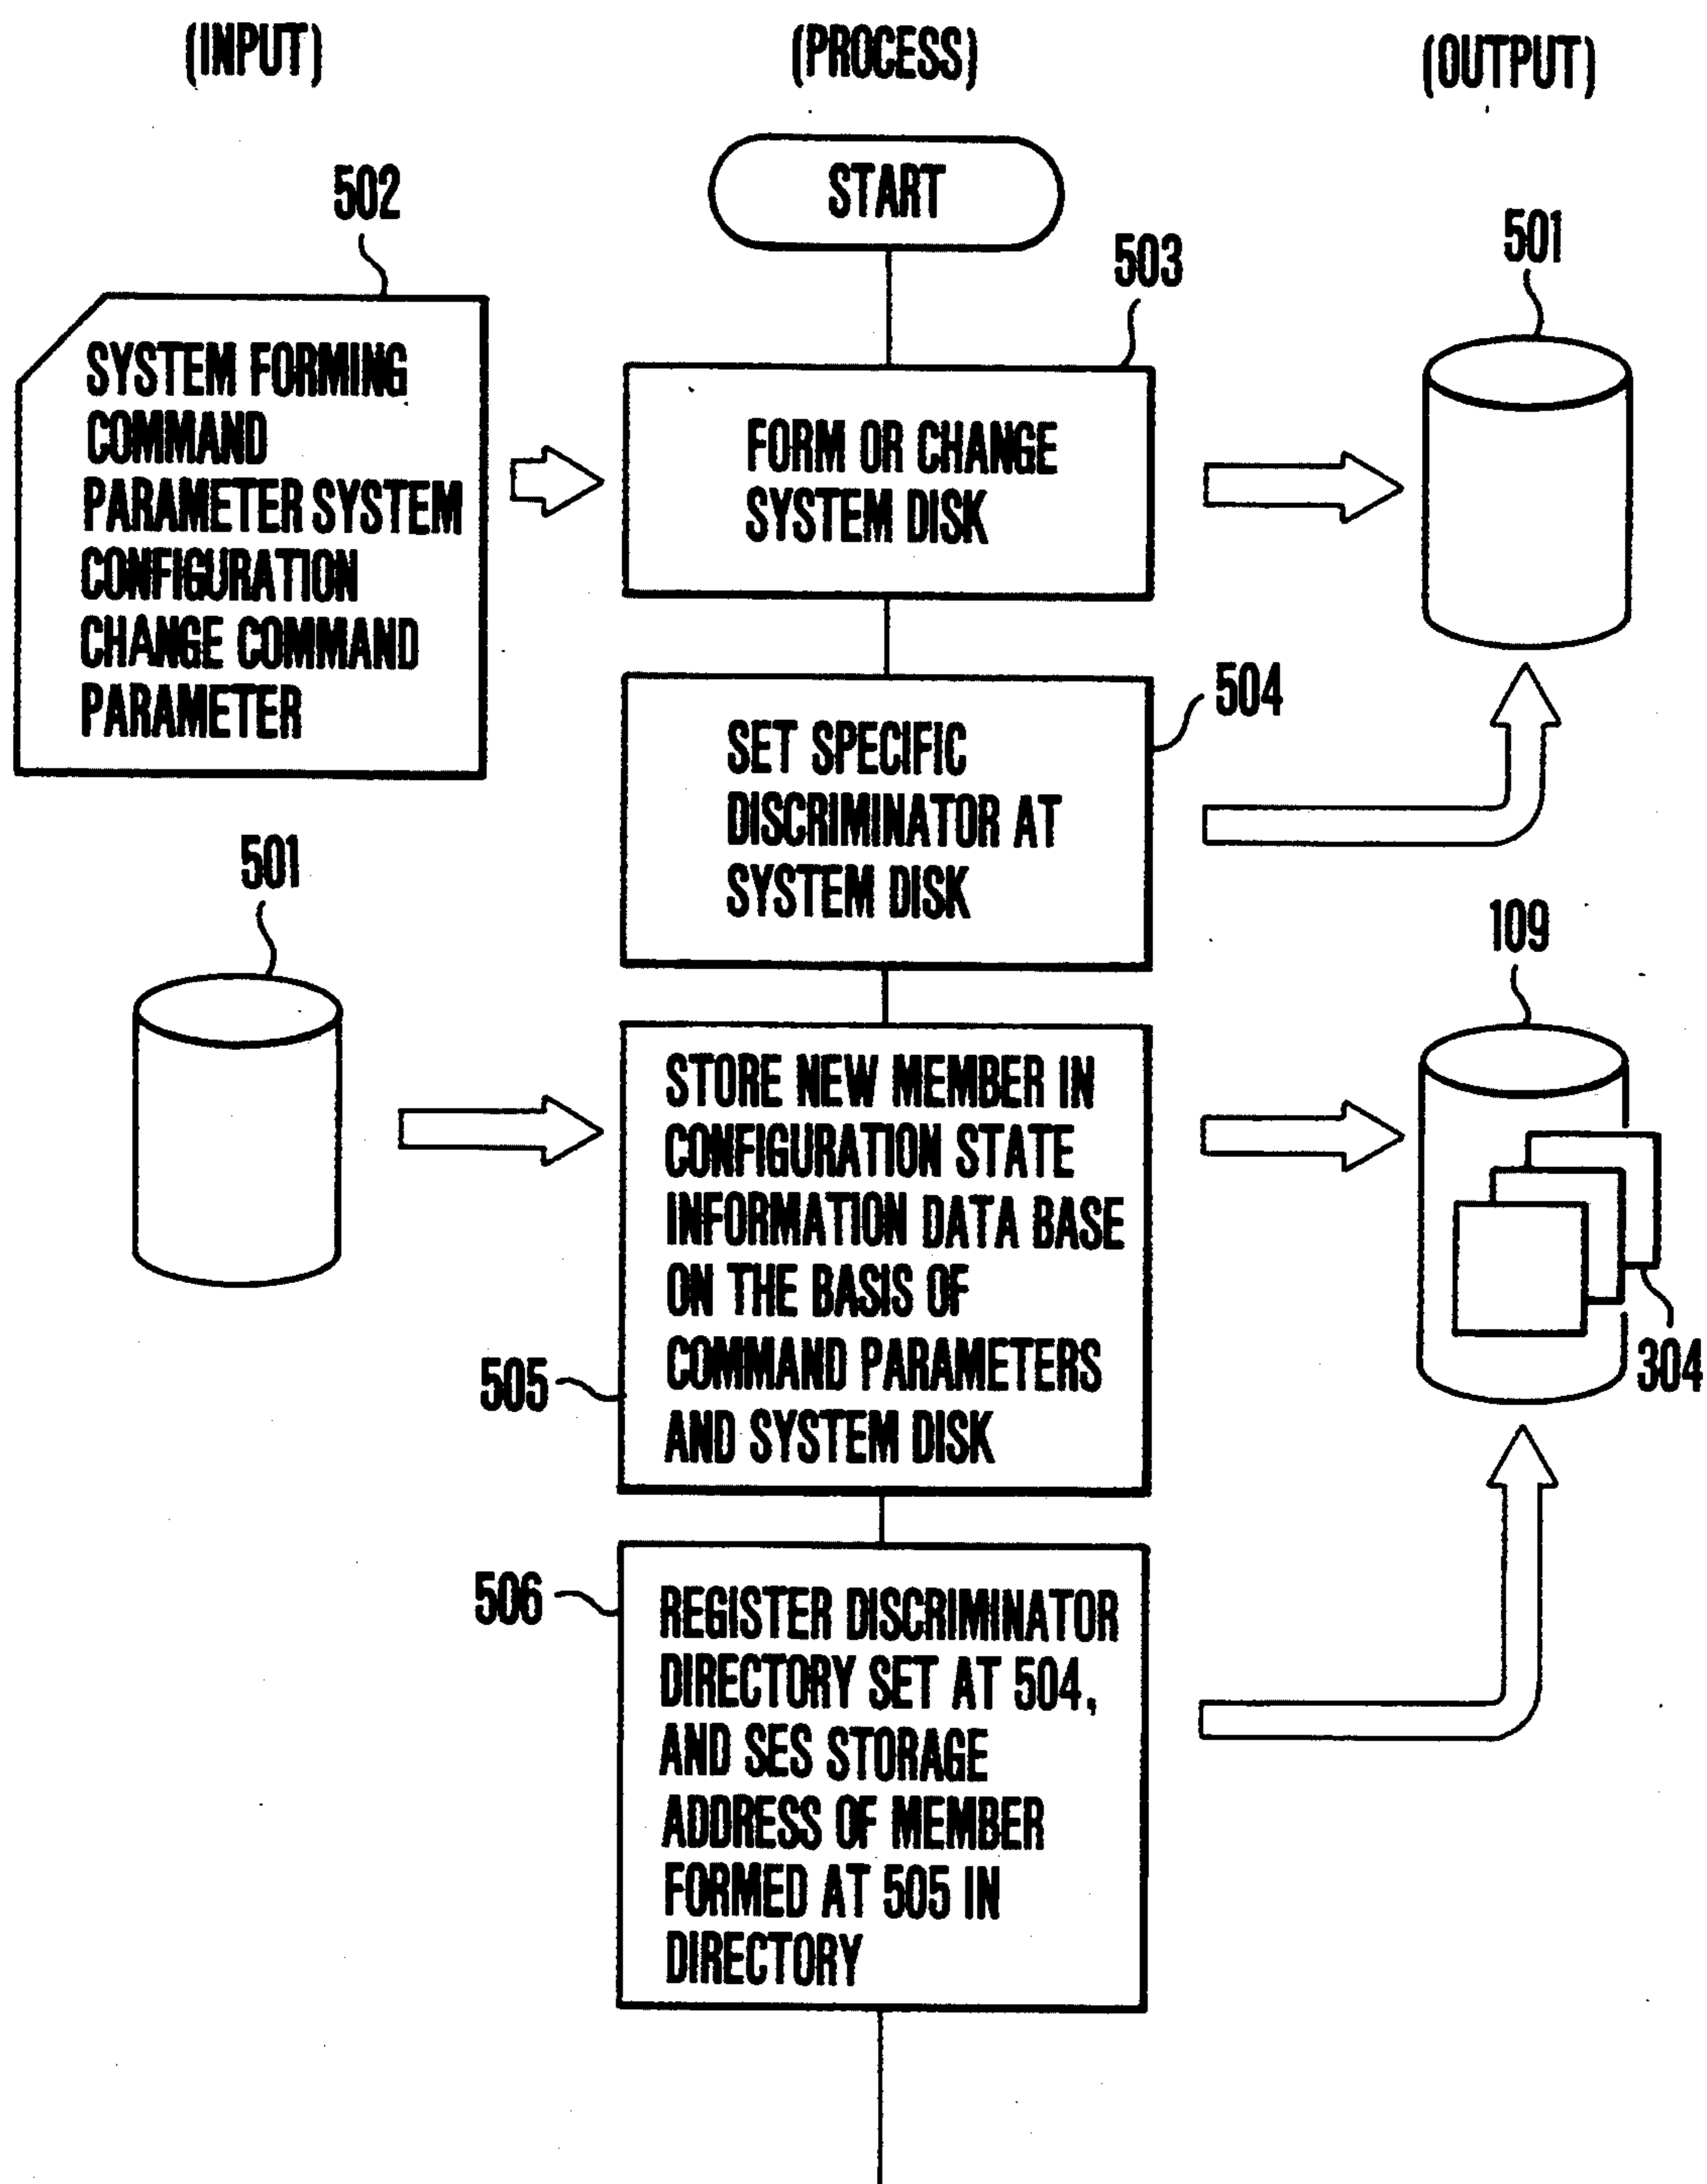 (INPUT)
(PROCESS)
(OUTPUT)
START
502
503
501
SYSTEM FORMING
COMMAND
PARAMETER SYSTEM
CONFIGURATION
CHANGE COMMAND
PARAMETER
FORM OR CHANGE
SYSTEM DISK
504
SET SPECIFIC
DISCRIMINATOR AT
SYSTEM DISK
501
109
STORE NEW MEMBER IN
CONFIGURATION STATE
INFORMATION DATA BASE
ON THE BASIS OF
COMMAND PARAMETERS
AND SYSTEM DISK
505
304
506
REGISTER DISCRIMINATOR
DIRECTORY SET AT 504,
AND SES STORAGE
ADDRESS OF MEMBER
FORMED AT 505 IN
DIRECTORY